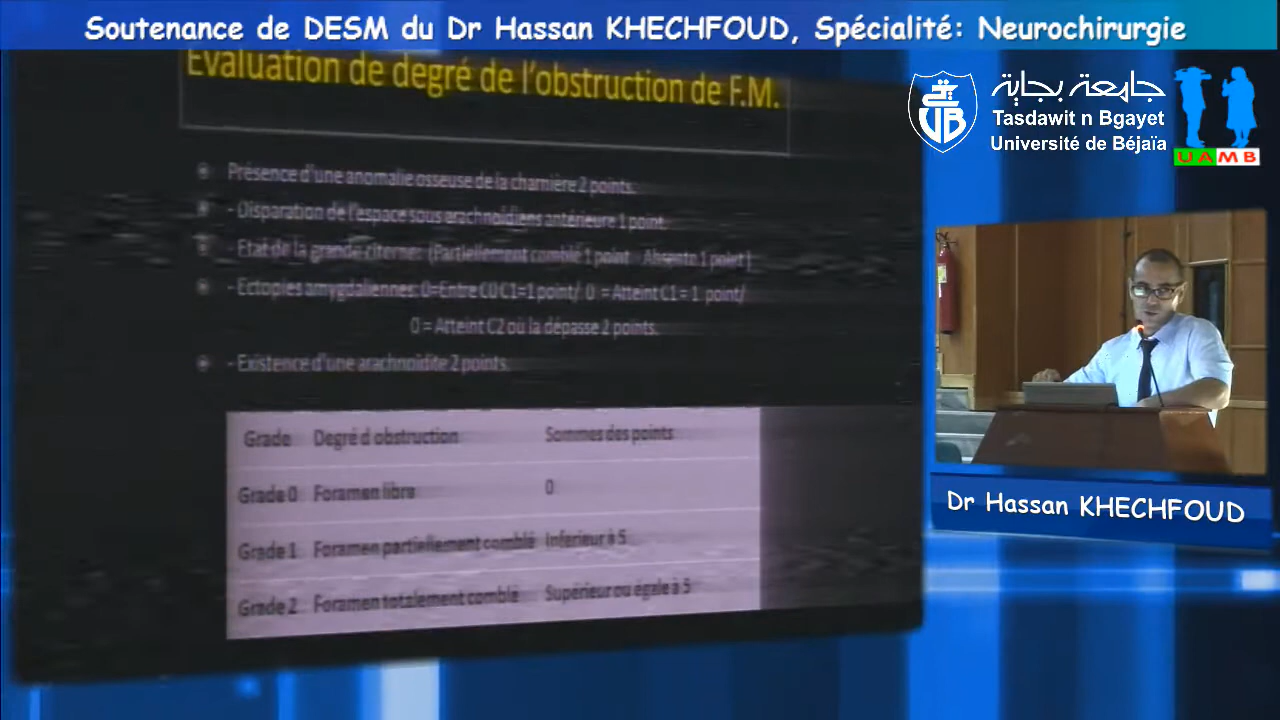 Soutenance de DESM du Dr Hassan KHECHFOUD, Spécialité: Neurochirurgie
Evaluation de degré de l'obstruction de F.M.
Présence d'une anomalie osseuse de la charnière 2 points.
- Disparation de l'espace sous arachnoïdiens antérieure 1 point.
- Etat de la grande citerne: (Partiellement comblé 1 point Absente 1 point)
- Ectopies amygdaliennes: 0=Entre C0 C1=1 point/ 0 = Atteint C1 = 1 point/
0 = Atteint C2 ou la dépasse 2 points.
- Existence d'une arachnoïdite 2 points.
Grade Degré d obstruction Sommes des points
Grade 0 Foramen libre 0
Grade 1 Foramen partiellement comblé Inférieur à 5
Grade 2 Foramen totalement comblé Supérieur ou égale à 5
جامعة بجاية
Tasdawit n Bgayet
Université de Béjaïa
UB
UAMB
Dr Hassan KHECHFOUD